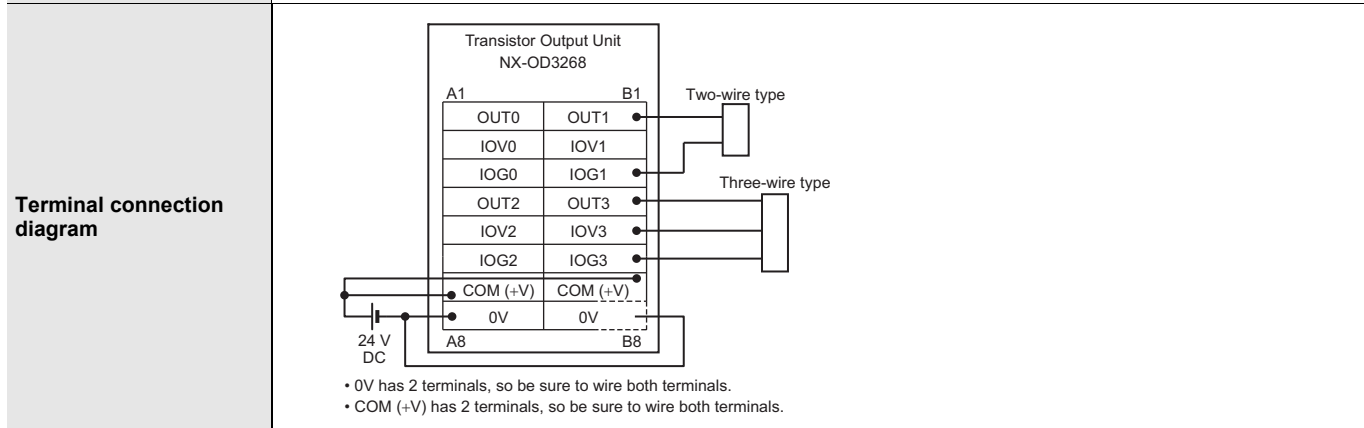 Terminal connection
diagram
Transistor Output Unit
NX-OD3268
A1 B1
Two-wire type
OUT0 OUT1
IOV0 IOV1
IOG0 IOG1
Three-wire type
OUT2 OUT3
IOV2 IOV3
IOG2 IOG3
COM (+V) COM (+V)
0V 0V
24 V
DC
A8 B8
• 0V has 2 terminals, so be sure to wire both terminals.
• COM (+V) has 2 terminals, so be sure to wire both terminals.